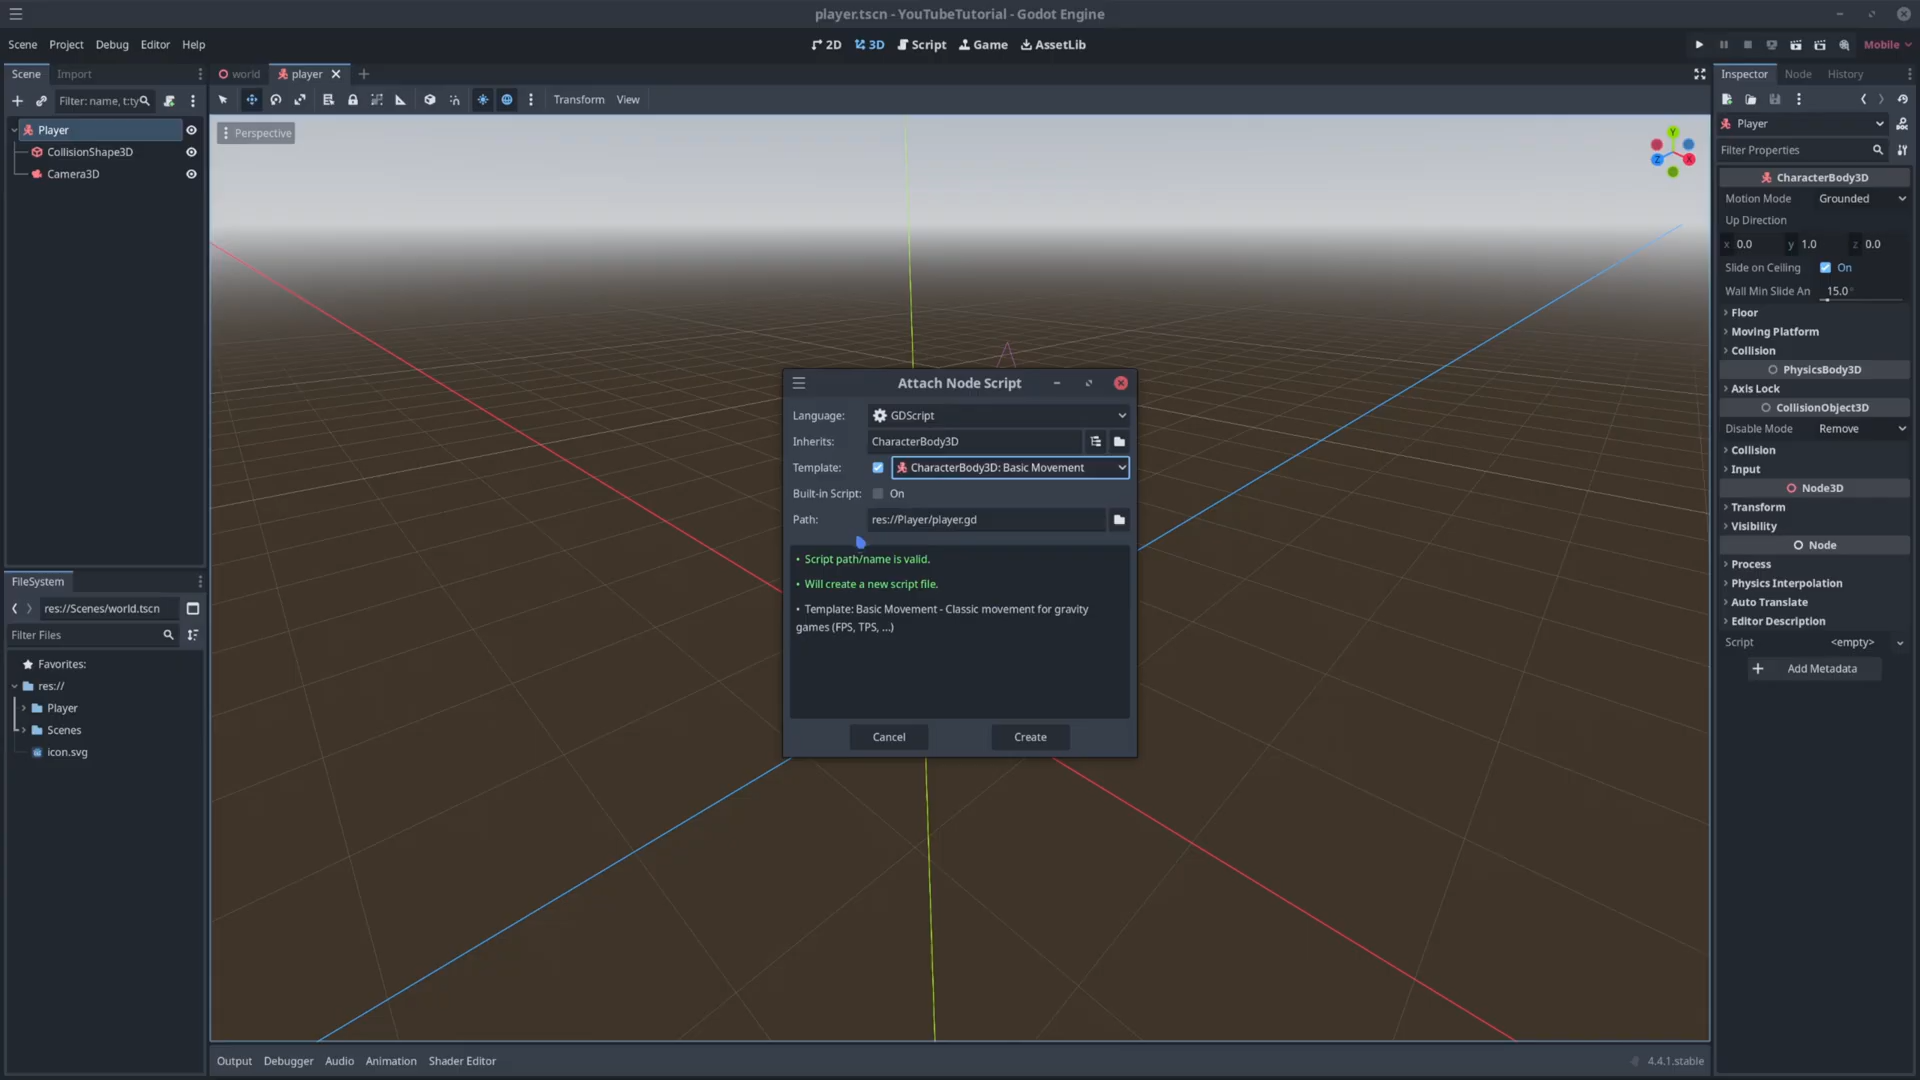 player.tscn - YouTubeTutorial - Godot Engine
Scene Project Debug Editor Help
2D 3D Script Game AssetLib
Mobile
Scene Import
world player
Filter: name, t:ty
Transform View
Player
CollisionShape3D
Camera3D
Perspective
Y
Z
X
Attach Node Script
Language: GDScript
Inherits: CharacterBody3D
Template: CharacterBody3D: Basic Movement
Built-in Script: On
Path: res://Player/player.gd
• Script path/name is valid.
• Will create a new script file.
• Template: Basic Movement - Classic movement for gravity
games (FPS, TPS, ...)
Cancel Create
FileSystem
res://Scenes/world.tscn
Filter Files
Favorites:
res://
Player
Scenes
icon.svg
Output Debugger Audio Animation Shader Editor
4.4.1.stable
Inspector Node History
Player
Filter Properties
CharacterBody3D
Motion Mode Grounded
Up Direction
x 0.0 y 1.0 z 0.0
Slide on Ceiling On
Wall Min Slide An 15.0°
Floor
Moving Platform
Collision
PhysicsBody3D
Axis Lock
CollisionObject3D
Disable Mode Remove
Collision
Input
Node3D
Transform
Visibility
Node
Process
Physics Interpolation
Auto Translate
Editor Description
Script <empty>
Add Metadata